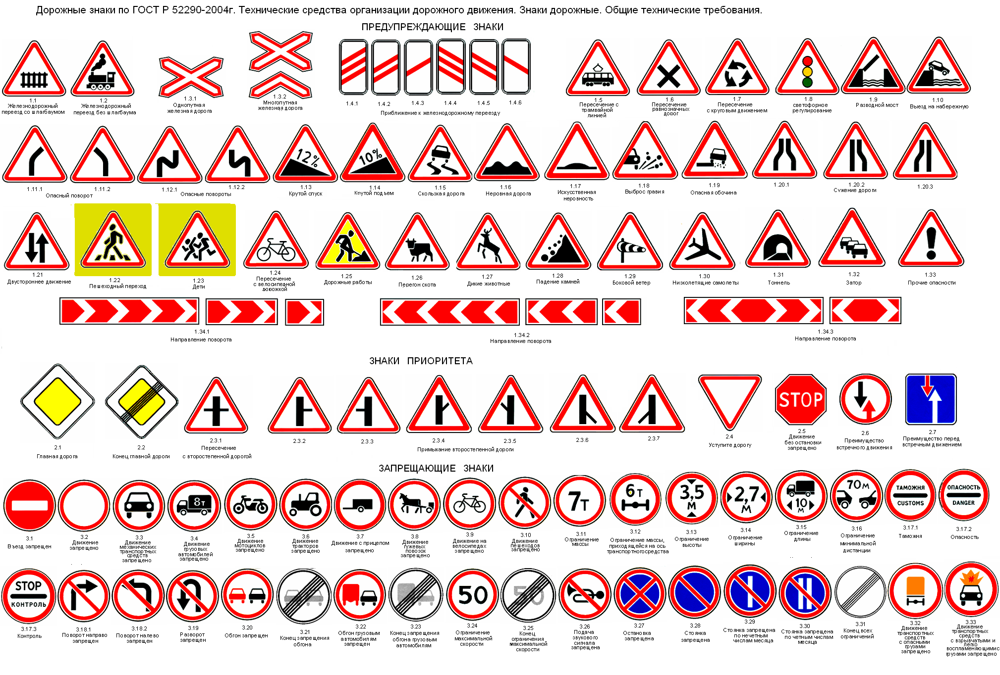 Дорожные знаки по ГОСТ Р 52290-2004г. Технические средства организации дорожного движения. Знаки дорожные. Общие технические требования.
ПРЕДУПРЕЖДАЮЩИЕ ЗНАКИ
1.1
Железнодорожный
переезд со шлагбаумом
1.2
Железнодорожный
переезд без шлагбаума
1.3.1
Однопутная
железная дорога
1.3.2
Многопутная
железная дорога
1.4.1 1.4.2 1.4.3 1.4.4 1.4.5 1.4.6
Приближение к железнодорожному переезду
1.5
Пересечение с
трамвайной
линией
1.6
Пересечение
равнозначных
дорог
1.7
Пересечение
с круговым движением
1.8
светофорное
регулирование
1.9
Разводной мост
1.10
Выезд на набережную
12%
10%
1.11.1 1.11.2
Опасный поворот
1.12.1 1.12.2
Опасные повороты
1.13
Крутой спуск
1.14
Крутой подъем
1.15
Скользкая дорога
1.16
Неровная дорога
1.17
Искусственная
неровность
1.18
Выброс гравия
1.19
Опасная обочина
1.20.1 1.20.2 1.20.3
Сужение дороги
1.21
Двустороннее движение
1.22
Пешеходный переход
1.23
Дети
1.24
Пересечение
с велосипедной
дорожкой
1.25
Дорожные работы
1.26
Перегон скота
1.27
Дикие животные
1.28
Падение камней
1.29
Боковой ветер
1.30
Низколетящие самолеты
1.31
Тоннель
1.32
Затор
1.33
Прочие опасности
1.34.1
Направление поворота
1.34.2
Направление поворота
1.34.3
Направление поворота
ЗНАКИ ПРИОРИТЕТА
STOP
2.1
Главная дорога
2.2
Конец главной дороги
2.3.1
Пересечение
с второстепенной дорогой
2.3.2 2.3.3 2.3.4 2.3.5 2.3.6 2.3.7
Примыкание второстепенной дороги
2.4
Уступите дорогу
2.5
Движение
без остановки
запрещено
2.6
Преимущество
встречного движения
2.7
Преимущество перед
встречным движением
ЗАПРЕЩАЮЩИЕ ЗНАКИ
8т
7т
6т
3,5
М
2,7
М
10 м
70м
ТАМОЖНЯ
CUSTOMS
ОПАСНОСТЬ
DANGER
3.1
Въезд запрещен
3.2
Движение
запрещено
3.3
Движение
механических
транспортных
средств
запрещено
3.4
Движение
грузовых
автомобилей
запрещено
3.5
Движение
мотоциклов
запрещено
3.6
Движение
тракторов
запрещено
3.7
Движение с прицепом
запрещено
3.8
Движение
гужевых
повозок
запрещено
3.9
Движение на
велосипедах
запрещено
3.10
Движение
пешеходов
запрещено
3.11
Ограничение
массы
3.12
Ограничение массы,
приходящейся на ось
транспортного средства
3.13
Ограничение
высоты
3.14
Ограничение
ширины
3.15
Ограничение
длины
3.16
Ограничение
минимальной
дистанции
3.17.1
Таможня
3.17.2
Опасность
STOP
КОНТРОЛЬ
50
50
3.17.3
Контроль
3.18.1
Поворот направо
запрещен
3.18.2
Поворот налево
запрещен
3.19
Разворот
запрещен
3.20
Обгон запрещен
3.21
Конец запрещения
обгона
3.22
Обгон грузовым
автомобилям
запрещен
3.23
Конец запрещения
обгона грузовым
автомобилям
3.24
Ограничение
максимальной
скорости
3.25
Конец
ограничения
максимальной
скорости
3.26
Подача
звукового
сигнала
запрещена
3.27
Остановка
запрещена
3.28
Стоянка
запрещена
3.29
Стоянка запрещена
по нечетным
числам месяца
3.30
Стоянка запрещена
по четным числам
месяца
3.31
Конец всех
ограничений
3.32
Движение
транспортных
средств
с опасными
грузами
запрещено
3.33
Движение
транспортных
средств
с взрывчатыми и
легко
воспламеняющимис
грузами запрещено